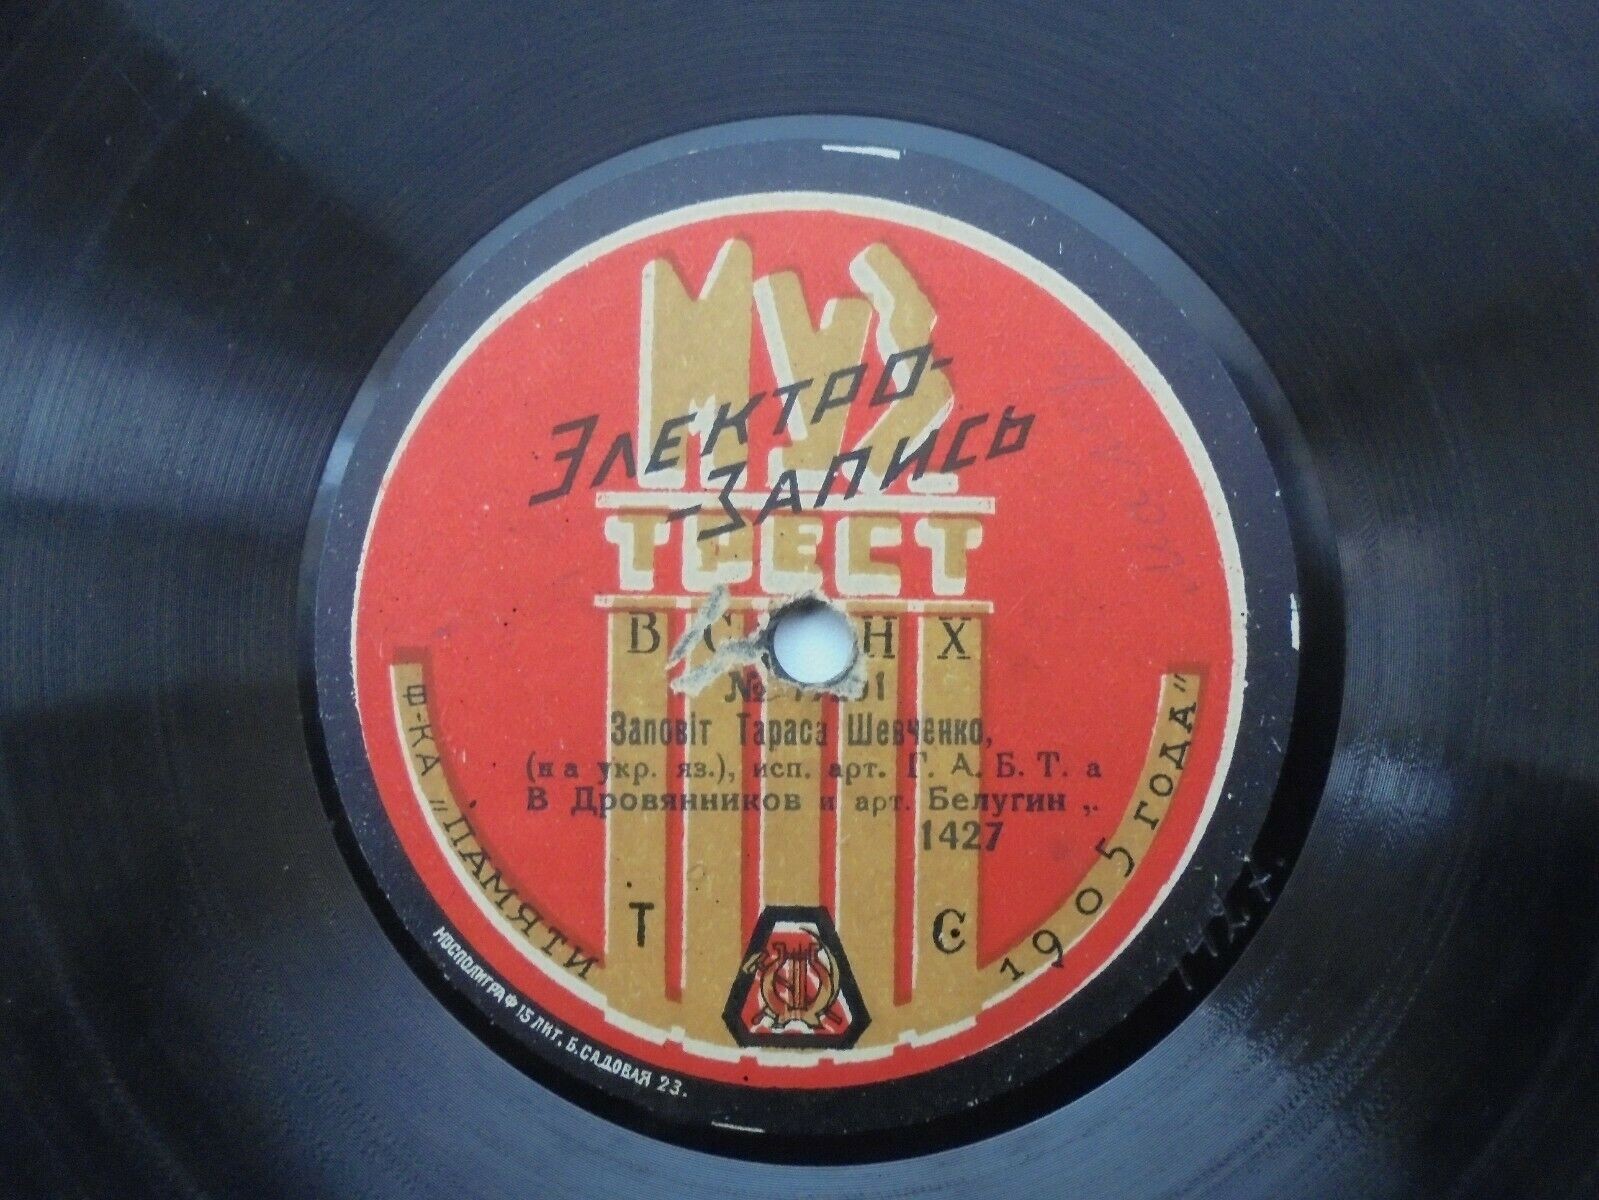 МУЗ
ЭЛЕКТРО-
-ЗАПИСЬ
ТРЕСТ
В С Н Х
№
Заповіт Тараса Шевченко,
(на укр. яз.), исп. арт. Г. А. Б. Т. а
В Дровянников и арт. Белугин
1427
Т С
Ф-КА „ПАМЯТИ 1905 ГОДА"
МОСПОЛИГРАФ 15 ЛИТ. Б. САДОВАЯ 23.